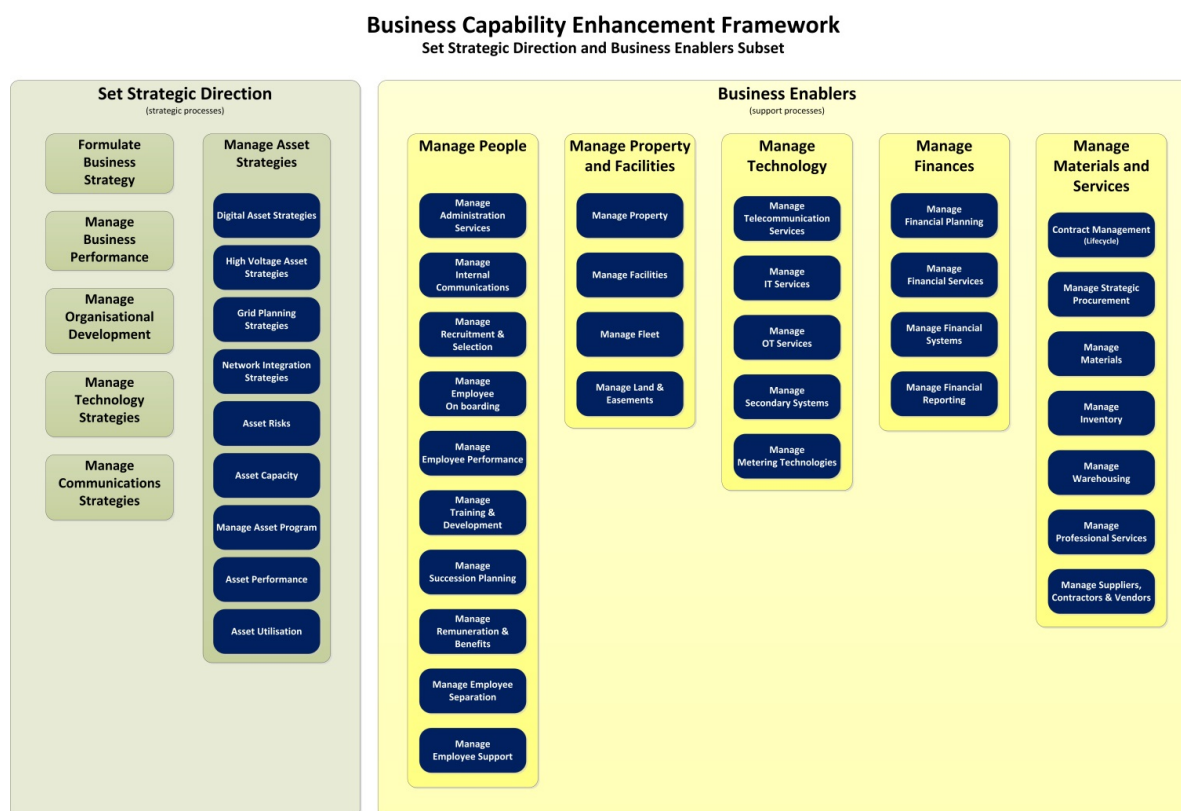 Business Capability Enhancement Framework
Set Strategic Direction and Business Enablers Subset
Set Strategic Direction
(strategic processes)
Formulate
Business
Strategy
Manage
Business
Performance
Manage
Organisational
Development
Manage
Technology
Strategies
Manage
Communications
Strategies
Manage Asset
Strategies
Digital Asset Strategies
High Voltage Asset
Strategies
Grid Planning
Strategies
Network Integration
Strategies
Asset Risks
Asset Capacity
Manage Asset Program
Asset Performance
Asset Utilisation
Business Enablers
(support processes)
Manage People
Manage
Administration
Services
Manage
Internal
Communications
Manage
Recruitment &
Selection
Manage
Employee
On boarding
Manage
Employee Performance
Manage
Training &
Development
Manage
Succession Planning
Manage
Remuneration &
Benefits
Manage Employee
Separation
Manage
Employee Support
Manage Property
and Facilities
Manage Property
Manage Facilities
Manage Fleet
Manage Land &
Easements
Manage
Technology
Manage
Telecommunication
Services
Manage
IT Services
Manage
OT Services
Manage
Secondary Systems
Manage
Metering Technologies
Manage
Finances
Manage
Financial Planning
Manage
Financial Services
Manage Financial
Systems
Manage Financial
Reporting
Manage
Materials and
Services
Contract Management
(Lifecycle)
Manage Strategic
Procurement
Manage
Materials
Manage
Inventory
Manage
Warehousing
Manage
Professional Services
Manage Suppliers,
Contractors & Vendors